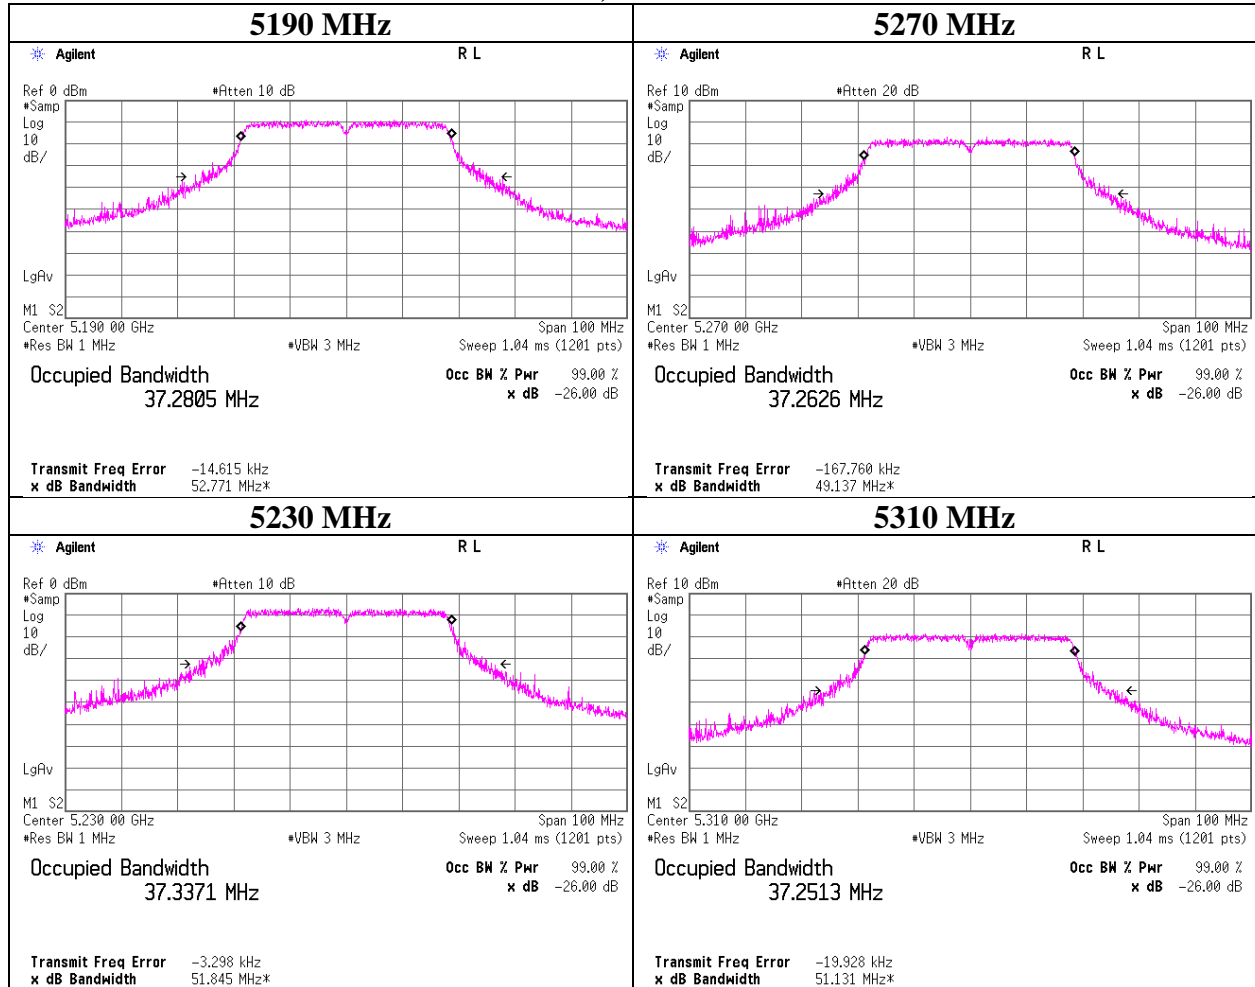 5190 MHz
Agilent R L
Ref 0 dBm #Atten 10 dB
#Samp
Log
10
dB/
LgAv
M1 S2
Center 5.190 00 GHz Span 100 MHz
#Res BW 1 MHz #VBW 3 MHz Sweep 1.04 ms (1201 pts)
Occupied Bandwidth Occ BW % Pwr 99.00 %
37.2805 MHz x dB -26.00 dB
Transmit Freq Error -14.615 kHz
x dB Bandwidth 52.771 MHz*
5270 MHz
Agilent R L
Ref 10 dBm #Atten 20 dB
#Samp
Log
10
dB/
LgAv
M1 S2
Center 5.270 00 GHz Span 100 MHz
#Res BW 1 MHz #VBW 3 MHz Sweep 1.04 ms (1201 pts)
Occupied Bandwidth Occ BW % Pwr 99.00 %
37.2626 MHz x dB -26.00 dB
Transmit Freq Error -167.760 kHz
x dB Bandwidth 49.137 MHz*
5230 MHz
Agilent R L
Ref 0 dBm #Atten 10 dB
#Samp
Log
10
dB/
LgAv
M1 S2
Center 5.230 00 GHz Span 100 MHz
#Res BW 1 MHz #VBW 3 MHz Sweep 1.04 ms (1201 pts)
Occupied Bandwidth Occ BW % Pwr 99.00 %
37.3371 MHz x dB -26.00 dB
Transmit Freq Error -3.298 kHz
x dB Bandwidth 51.845 MHz*
5310 MHz
Agilent R L
Ref 10 dBm #Atten 20 dB
#Samp
Log
10
dB/
LgAv
M1 S2
Center 5.310 00 GHz Span 100 MHz
#Res BW 1 MHz #VBW 3 MHz Sweep 1.04 ms (1201 pts)
Occupied Bandwidth Occ BW % Pwr 99.00 %
37.2513 MHz x dB -26.00 dB
Transmit Freq Error -19.928 kHz
x dB Bandwidth 51.131 MHz*